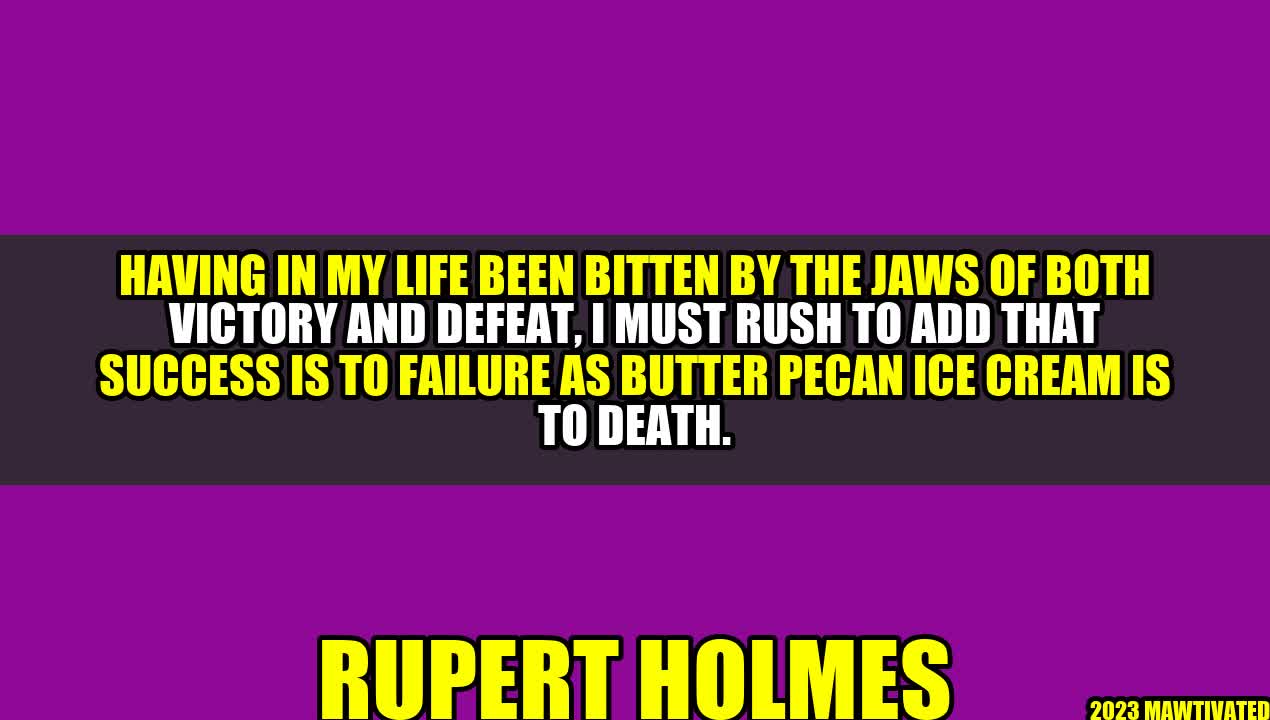 HAVING IN MY LIFE BEEN BITTEN BY THE JAWS OF BOTH
VICTORY AND DEFEAT, I MUST RUSH TO ADD THAT
SUCCESS IS TO FAILURE AS BUTTER PECAN ICE CREAM IS
TO DEATH.
RUPERT HOLMES
2023 MAWTIVATED